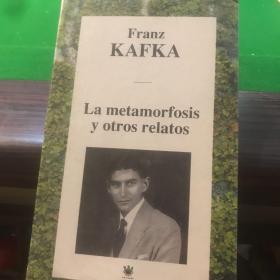 Franz
KAFKA
La metamorfosis
y otros relatos